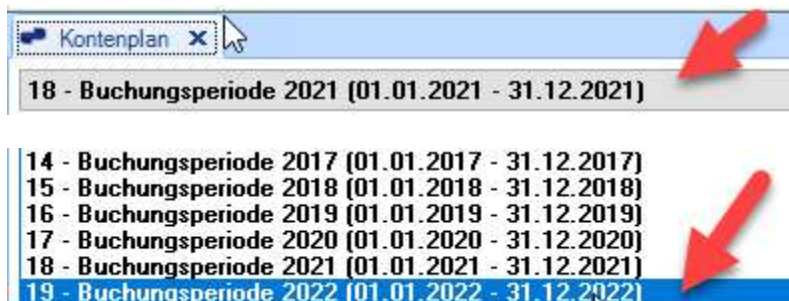 Kontenplan x
18 - Buchungsperiode 2021 (01.01.2021 - 31.12.2021)
14 - Buchungsperiode 2017 (01.01.2017 - 31.12.2017)
15 - Buchungsperiode 2018 (01.01.2018 - 31.12.2018)
16 - Buchungsperiode 2019 (01.01.2019 - 31.12.2019)
17 - Buchungsperiode 2020 (01.01.2020 - 31.12.2020)
18 - Buchungsperiode 2021 (01.01.2021 - 31.12.2021)
19 - Buchungsperiode 2022 (01.01.2022 - 31.12.2022)